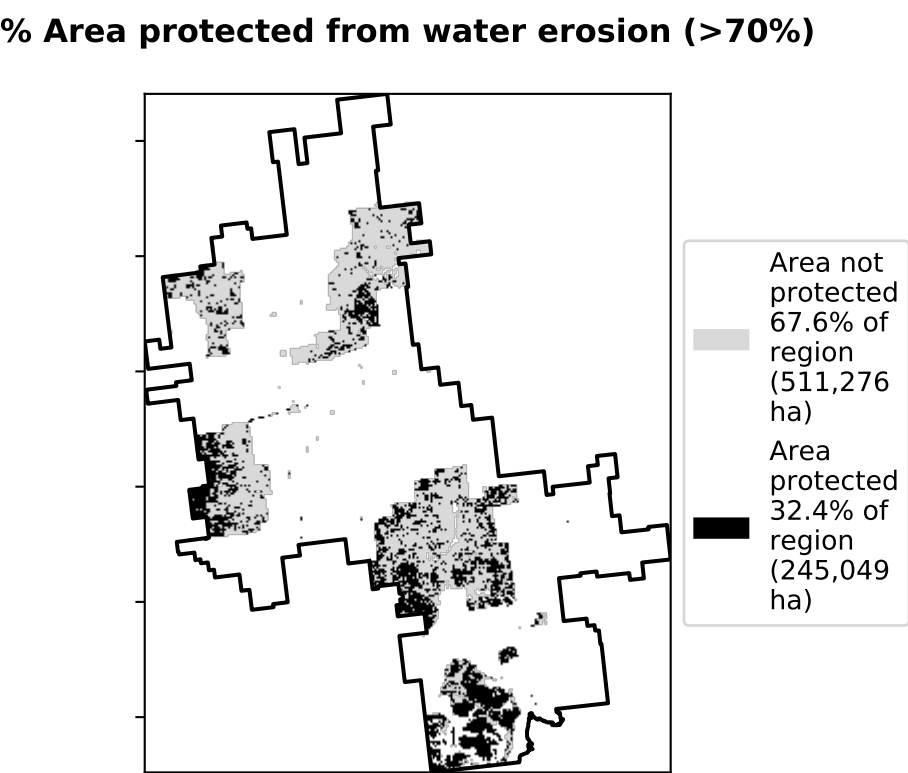 % Area protected from water erosion (>70%)
Area not
protected
67.6% of
region
(511,276
ha)
Area
protected
32.4% of
region
(245,049
ha)